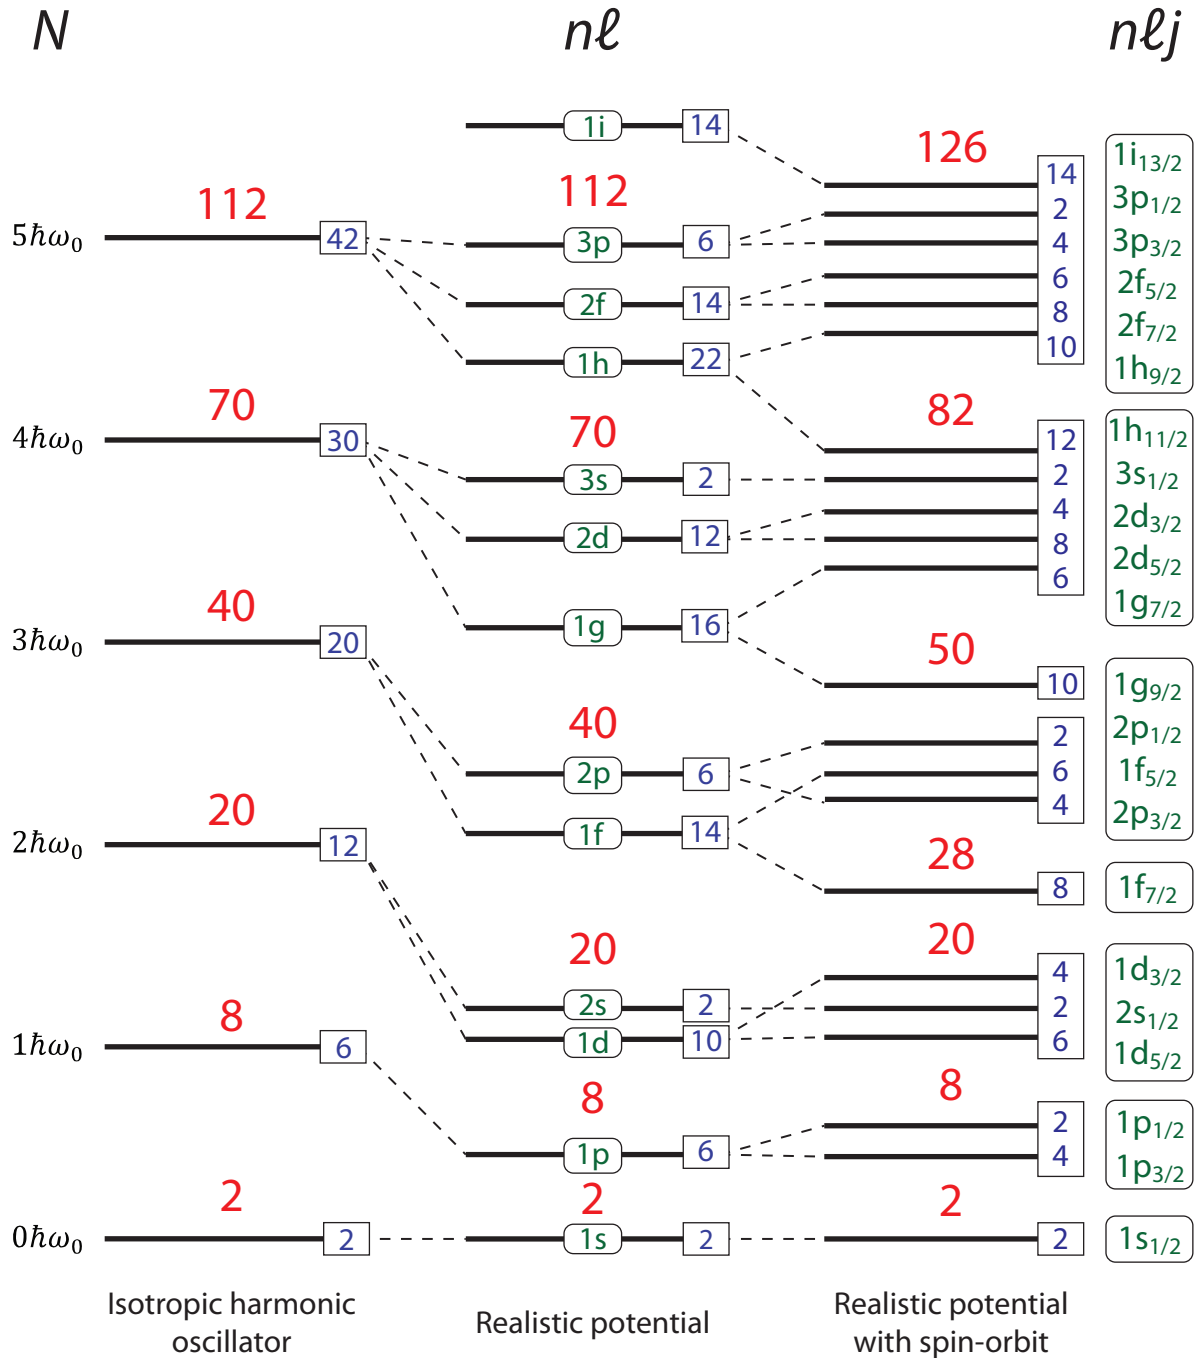 N nℓ nℓj
1i 14
126
1i13/2
14
112 112
3p1/2
2
5ħω0 42 3p 6 4 3p3/2
6 2f5/2
2f 14 8
2f7/2
1h 22 10 1h9/2
70 82
4ħω0 30 70 12 1h11/2
3s 2 2 3s1/2
4 2d3/2
2d 12 8 2d5/2
6 1g7/2
40 1g 16
3ħω0 20 50
10 1g9/2
40
2 2p1/2
2p 6 6 1f5/2
20 4 2p3/2
2ħω0 12 1f 14
28
8 1f7/2
20 20
4 1d3/2
2s 2 2 2s1/2
8
1ħω0 6 1d 10 6 1d5/2
8 8
2 1p1/2
1p 6 4 1p3/2
2 2 2
0ħω0 2 1s 2 2 1s1/2
Isotropic harmonic
oscillator
Realistic potential
Realistic potential
with spin-orbit